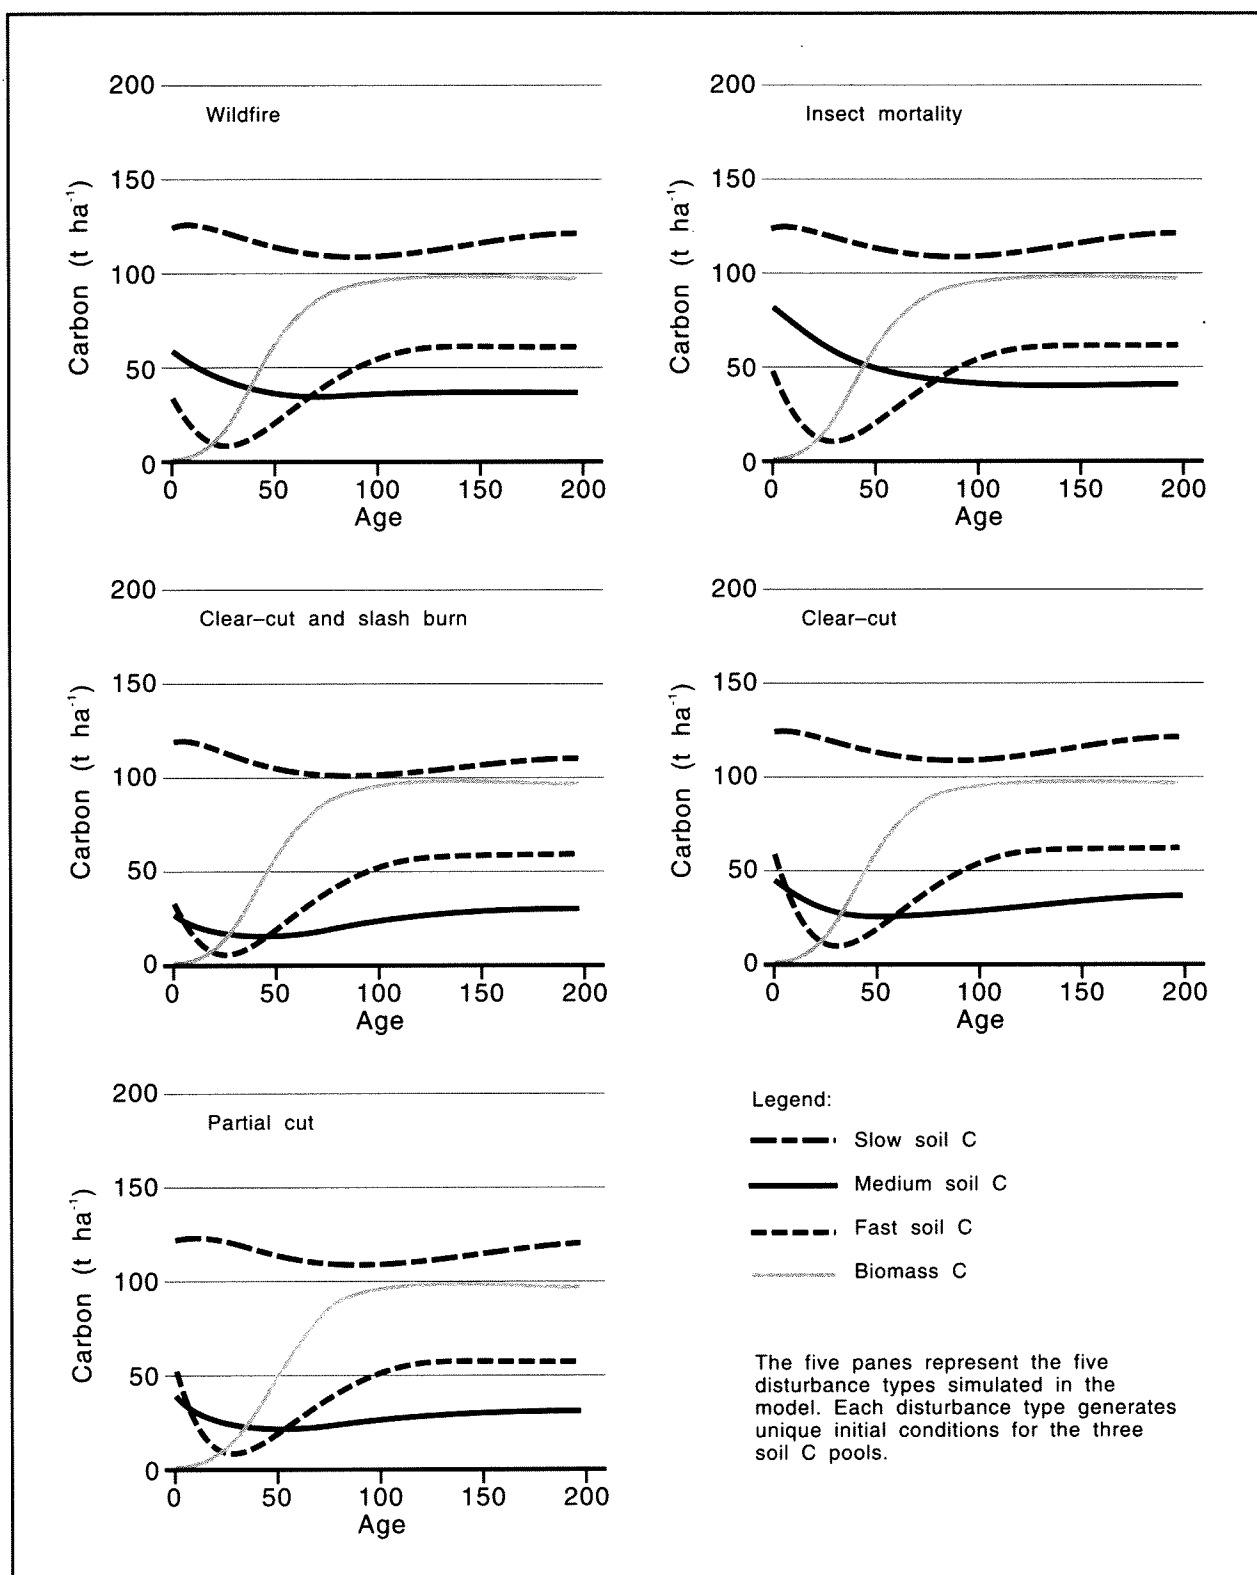 200
Wildfire
150
100
50
0
Carbon (t ha⁻¹)
0 50 100 150 200
Age
200
Insect mortality
150
100
50
0
Carbon (t ha⁻¹)
0 50 100 150 200
Age
200
Clear–cut and slash burn
150
100
50
0
Carbon (t ha⁻¹)
0 50 100 150 200
Age
200
Clear–cut
150
100
50
0
Carbon (t ha⁻¹)
0 50 100 150 200
Age
200
Partial cut
150
100
50
0
Carbon (t ha⁻¹)
0 50 100 150 200
Age
Legend:
Slow soil C
Medium soil C
Fast soil C
Biomass C
The five panes represent the five
disturbance types simulated in the
model. Each disturbance type generates
unique initial conditions for the three
soil C pools.